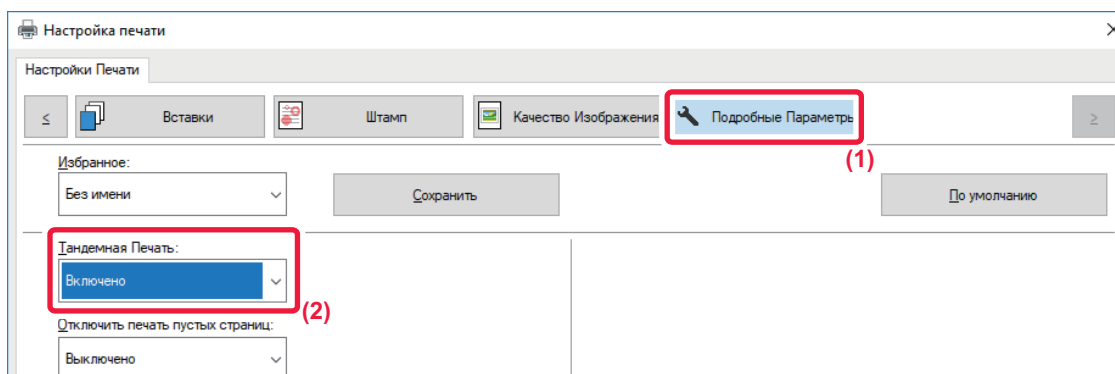 Настройка печати
Настройки Печати
< Вставки Штамп Качество Изображения Подробные Параметры >
(1)
Избранное:
Без имени Сохранить По умолчанию
Тандемная Печать:
Включено
(2)
Отключить печать пустых страниц:
Выключено